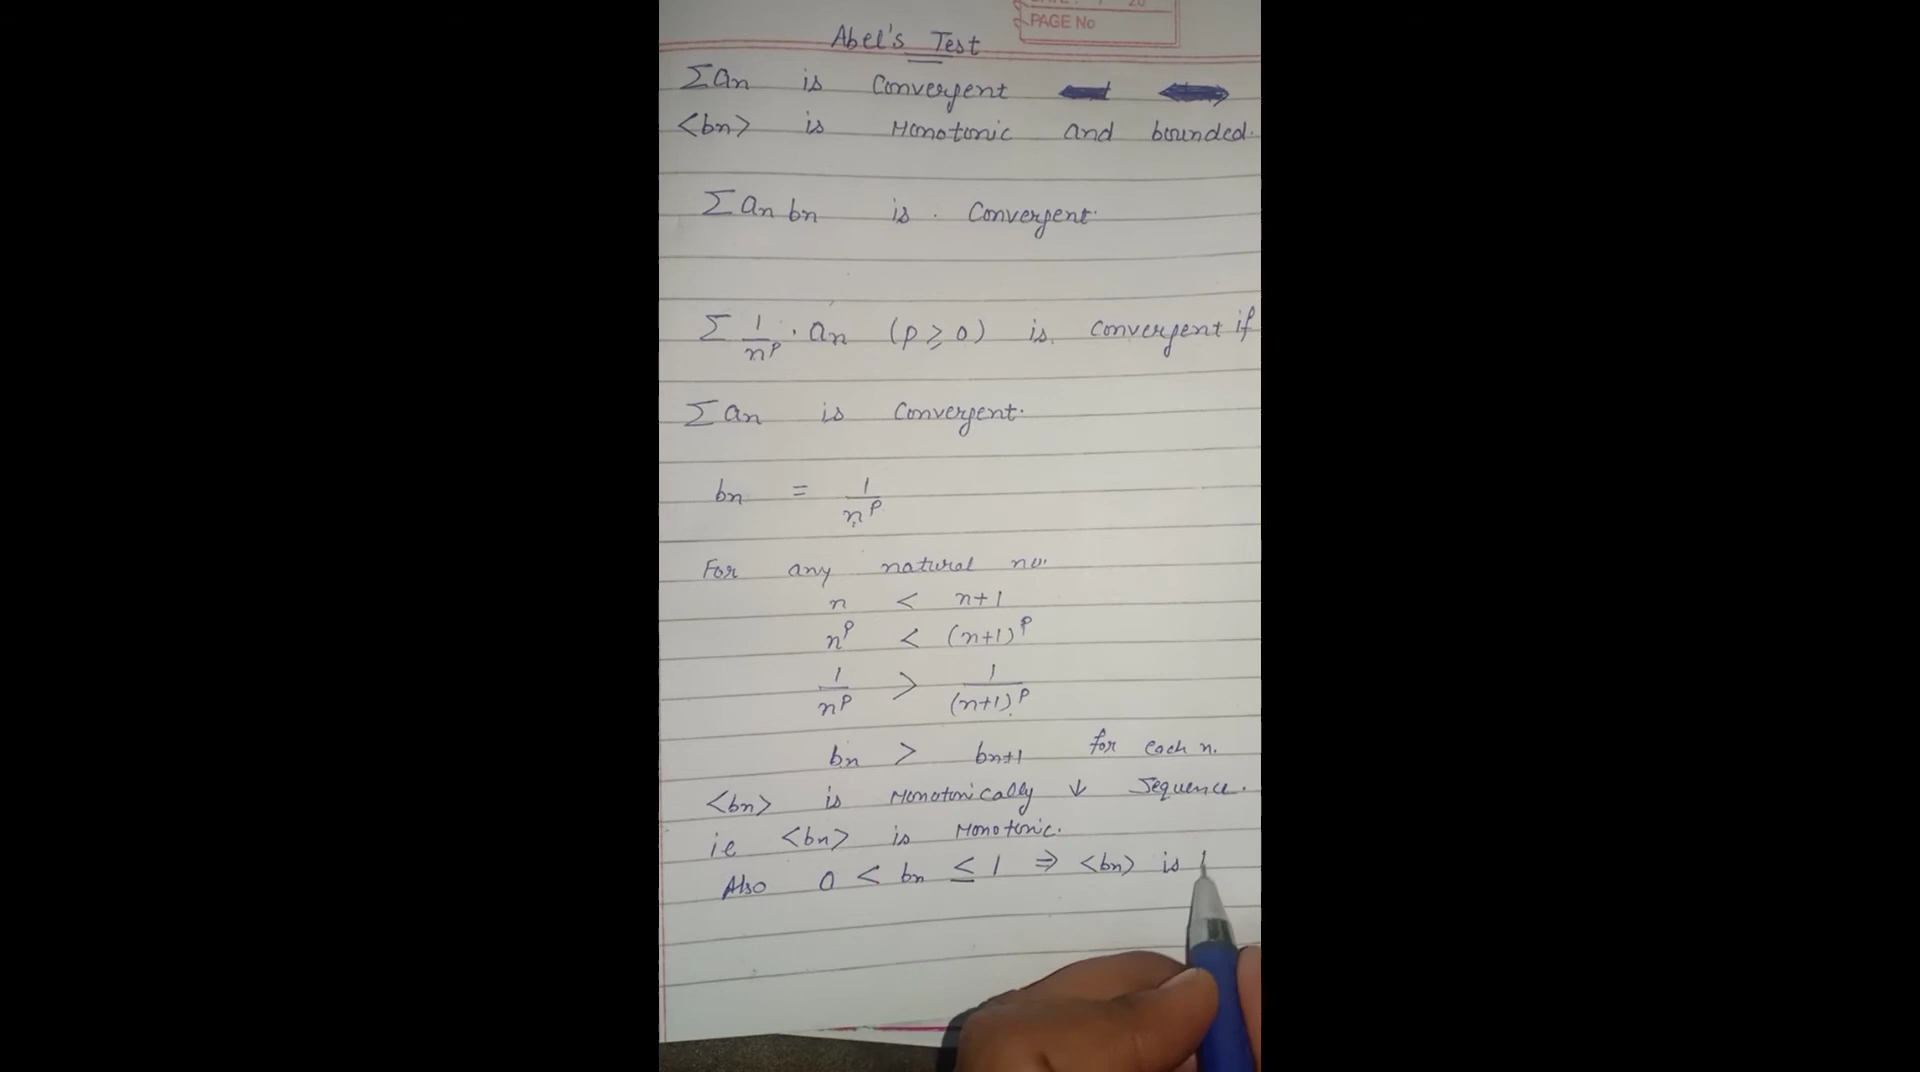 PAGE No
Abel's Test
Σan is Convergent
<bn> is Monotonic and bounded.
Σ an bn is Convergent.
Σ 1/n^p . an (p ≥ 0) is convergent if
Σ an is Convergent.
bn = 1/n^p
For any natural no.
n < n+1
n^p < (n+1)^p
1/n^p > 1/(n+1)^p
bn > bn+1 for each n.
<bn> is Monotonically ↓ Sequence.
ie <bn> is Monotonic.
Also 0 < bn ≤ 1 ⇒ <bn> is